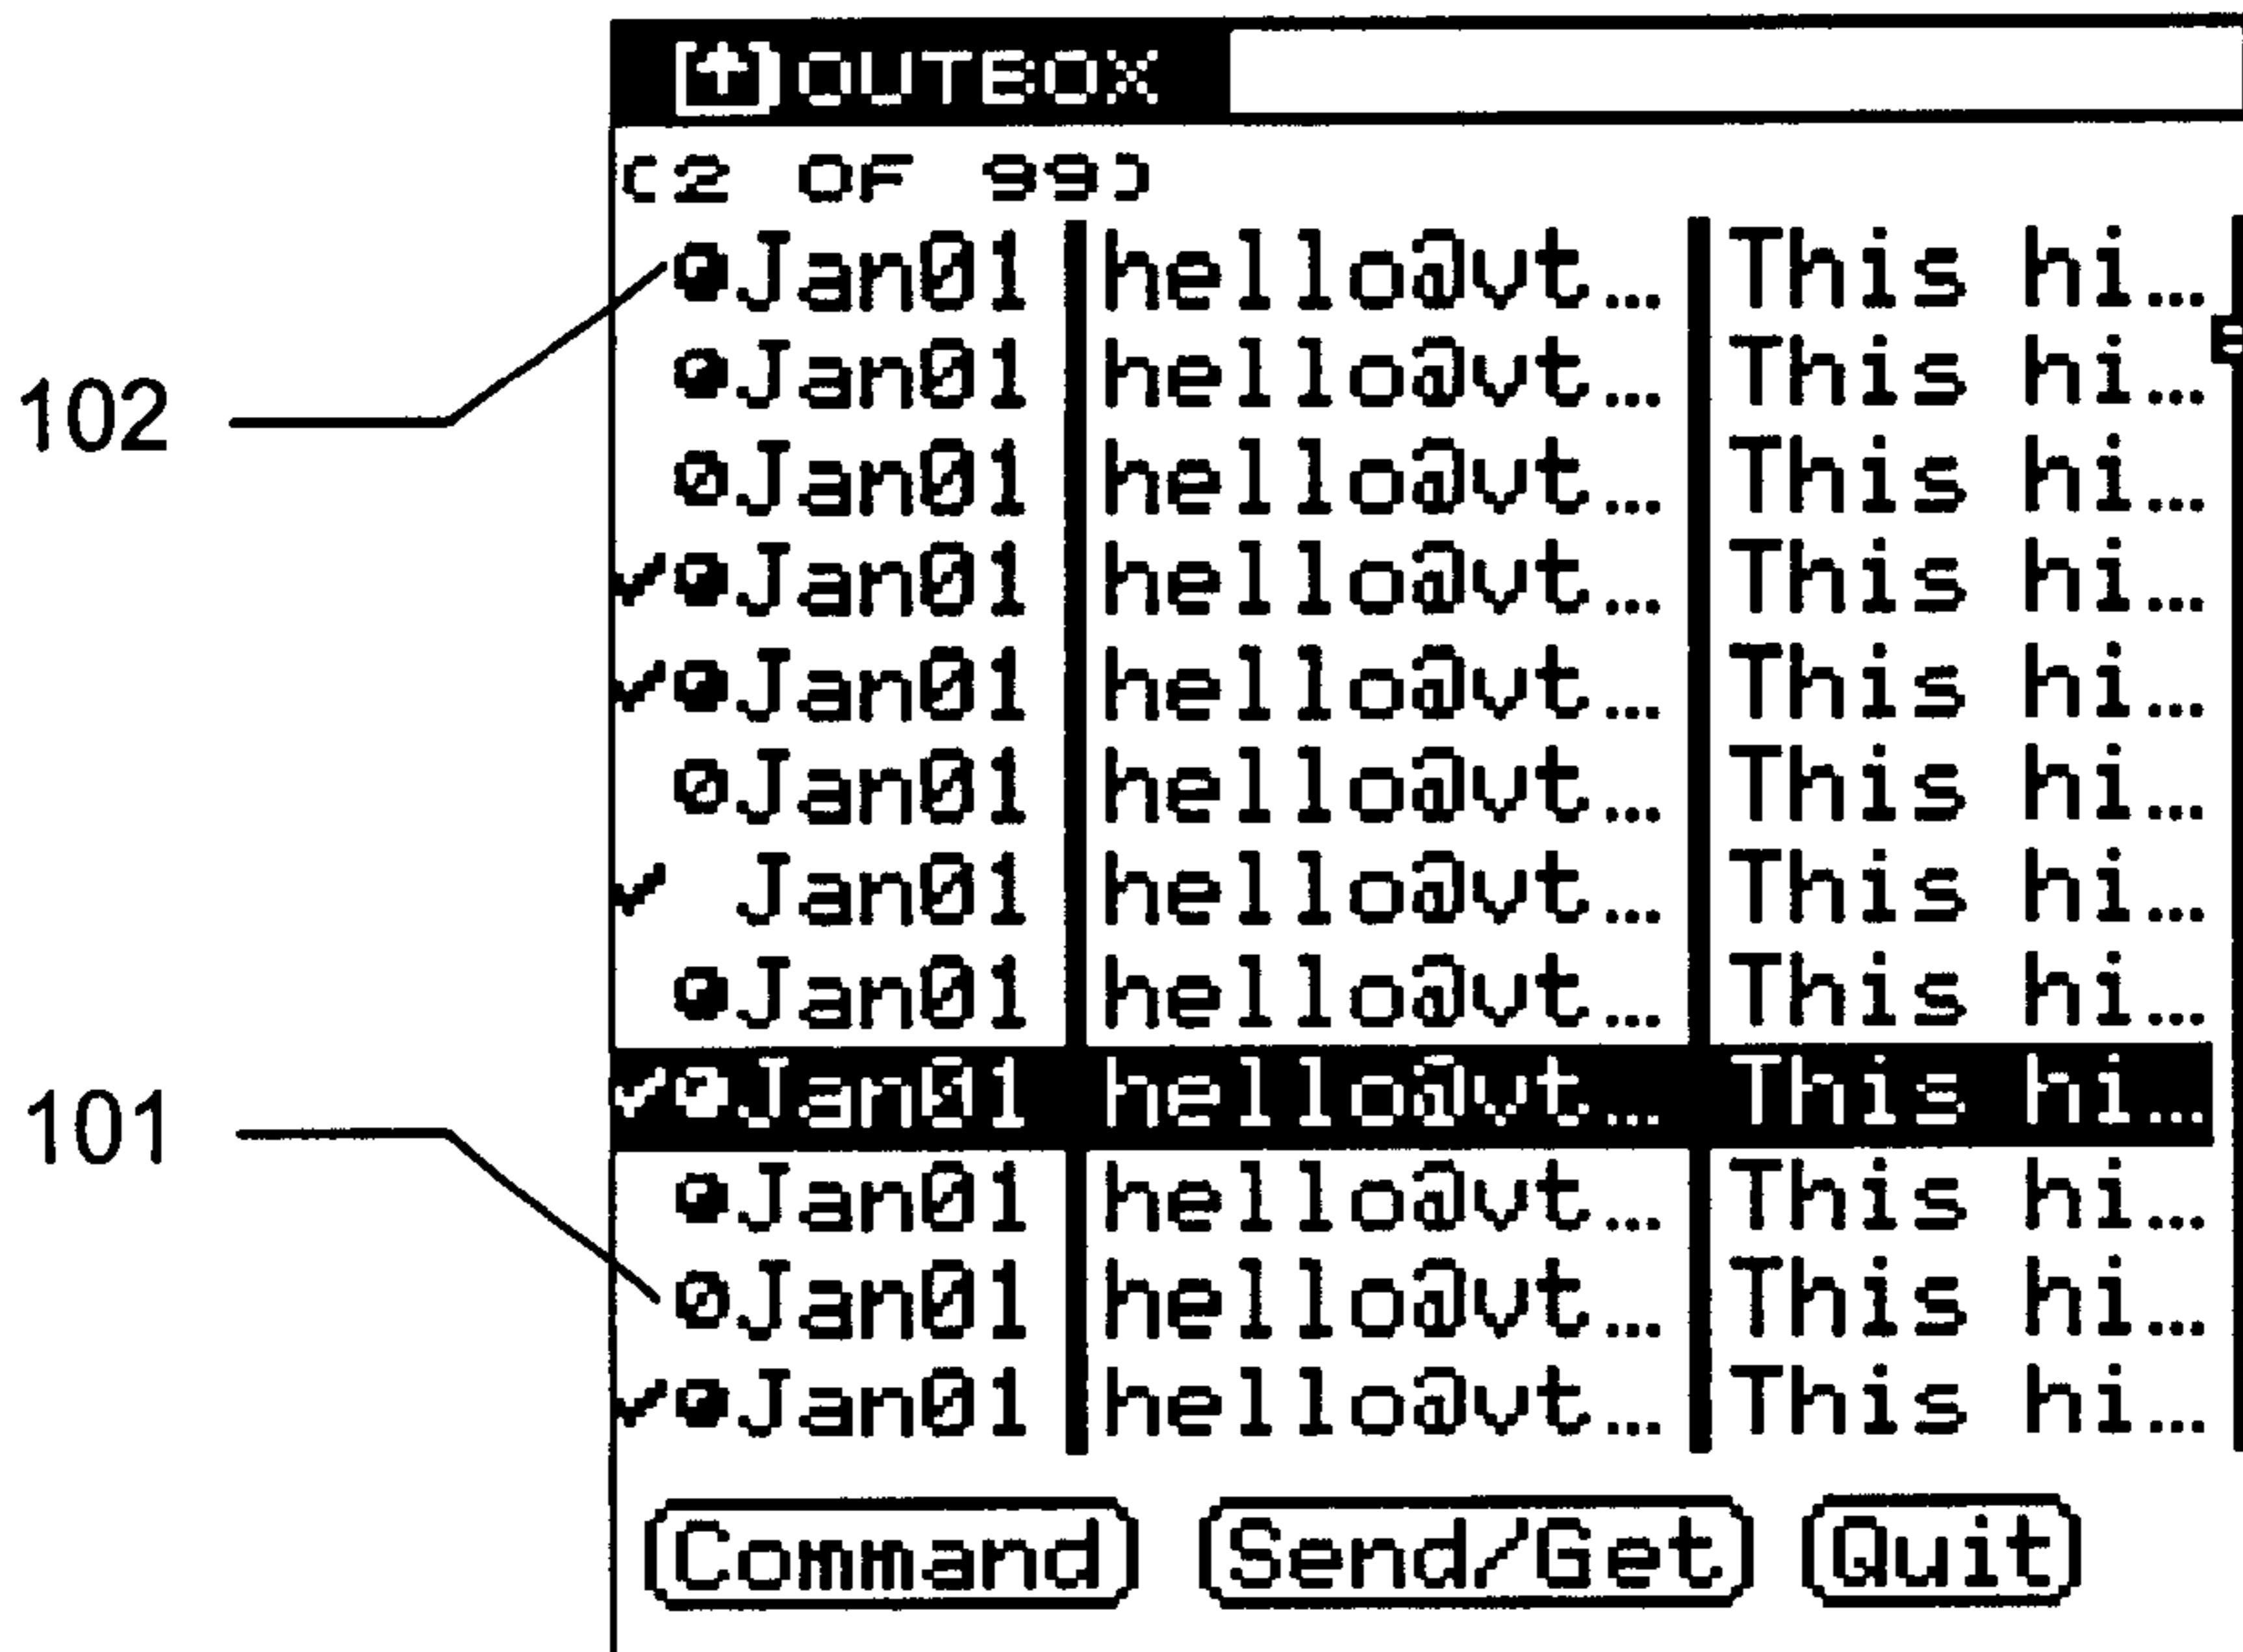 [↑] OUTBOX
(2 OF 99)
Jan01 hello@vt… This hi…
102
Jan01 hello@vt… This hi…
Jan01 hello@vt… This hi…
✓ Jan01 hello@vt… This hi…
✓ Jan01 hello@vt… This hi…
Jan01 hello@vt… This hi…
✓ Jan01 hello@vt… This hi…
Jan01 hello@vt… This hi…
101
✓ Jan01 hello@vt… This hi…
Jan01 hello@vt… This hi…
Jan01 hello@vt… This hi…
✓ Jan01 hello@vt… This hi…
Command Send/Get Quit